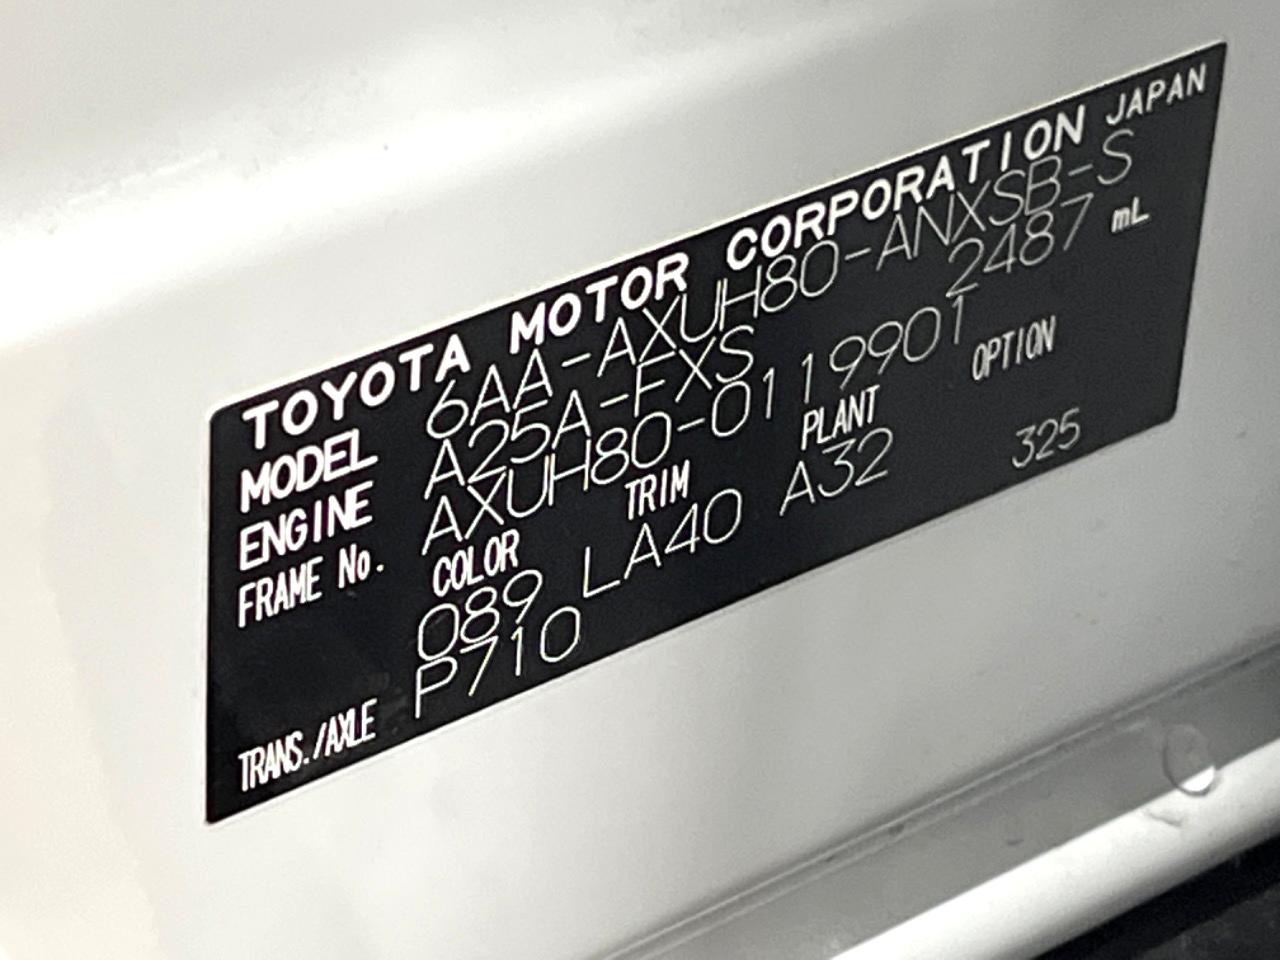 TOYOTA MOTOR CORPORATION JAPAN
MODEL 6AA-AXUH80-ANXSB-S
ENGINE A25A-FXS 2487 mL
FRAME No. AXUH80-0119901
COLOR TRIM PLANT OPTION
089 LA40 A32 325
TRANS./AXLE P710